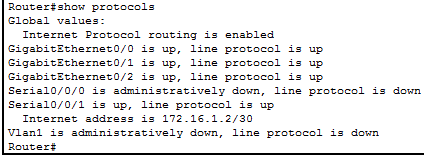 Router#show protocols
Global values:
  Internet Protocol routing is enabled
GigabitEthernet0/0 is up, line protocol is up
GigabitEthernet0/1 is up, line protocol is up
GigabitEthernet0/2 is up, line protocol is up
Serial0/0/0 is administratively down, line protocol is down
Serial0/0/1 is up, line protocol is up
  Internet address is 172.16.1.2/30
Vlan1 is administratively down, line protocol is down
Router#